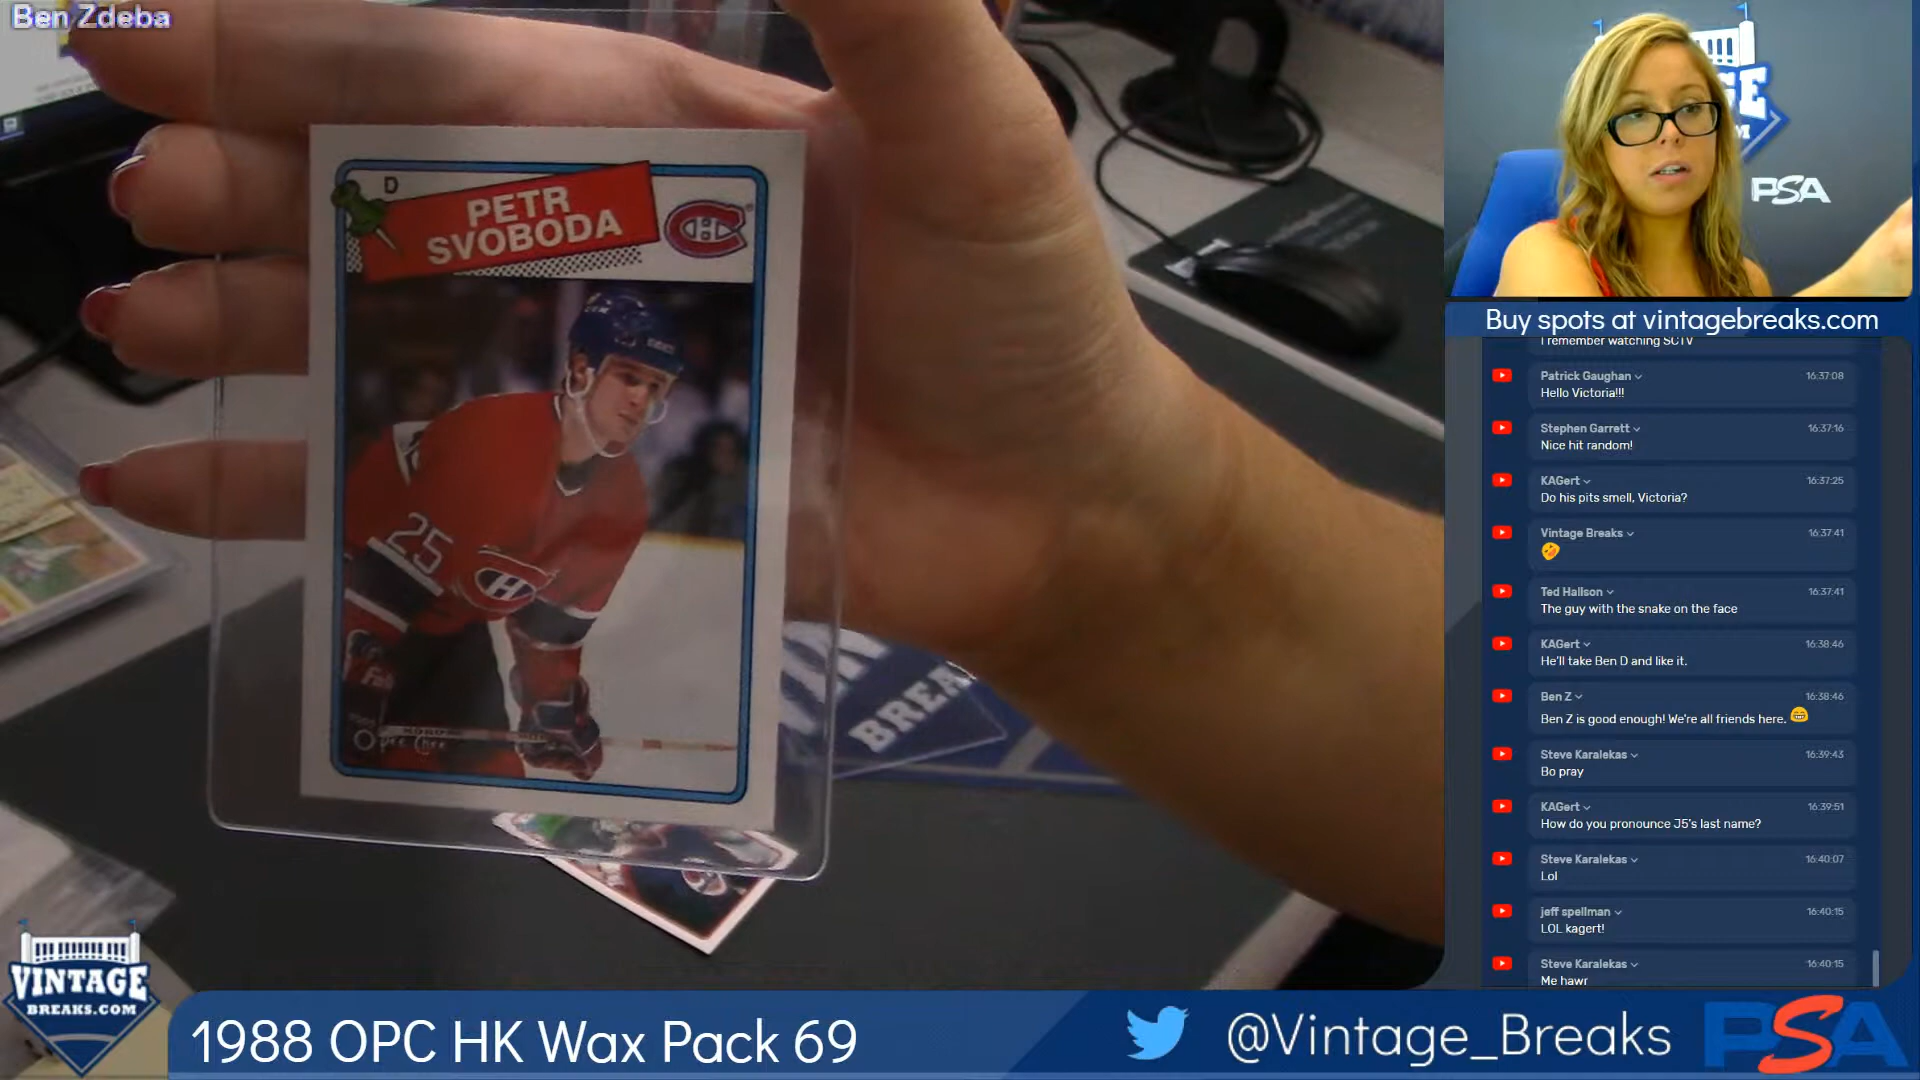 Ben Zdeba
D
PETR
SVOBODA
25
H
O Pee Chee
BREA
PSA
Buy spots at vintagebreaks.com
I remember watching SCTV
Patrick Gaughan
16:37:08
Hello Victoria!!!
Stephen Garrett
16:37:16
Nice hit random!
KAGert
16:37:25
Do his pits smell, Victoria?
Vintage Breaks
16:37:41
Ted Hallson
16:37:41
The guy with the snake on the face
KAGert
16:38:46
He'll take Ben D and like it.
Ben Z
16:38:46
Ben Z is good enough! We're all friends here. 😁
Steve Karalekas
16:39:43
Bo pray
KAGert
16:39:51
How do you pronounce J5's last name?
Steve Karalekas
16:40:07
Lol
jeff spellman
16:40:15
LOL kagert!
Steve Karalekas
16:40:15
Me hawr
VINTAGE
BREAKS.COM
1988 OPC HK Wax Pack 69
@Vintage_Breaks
PSA